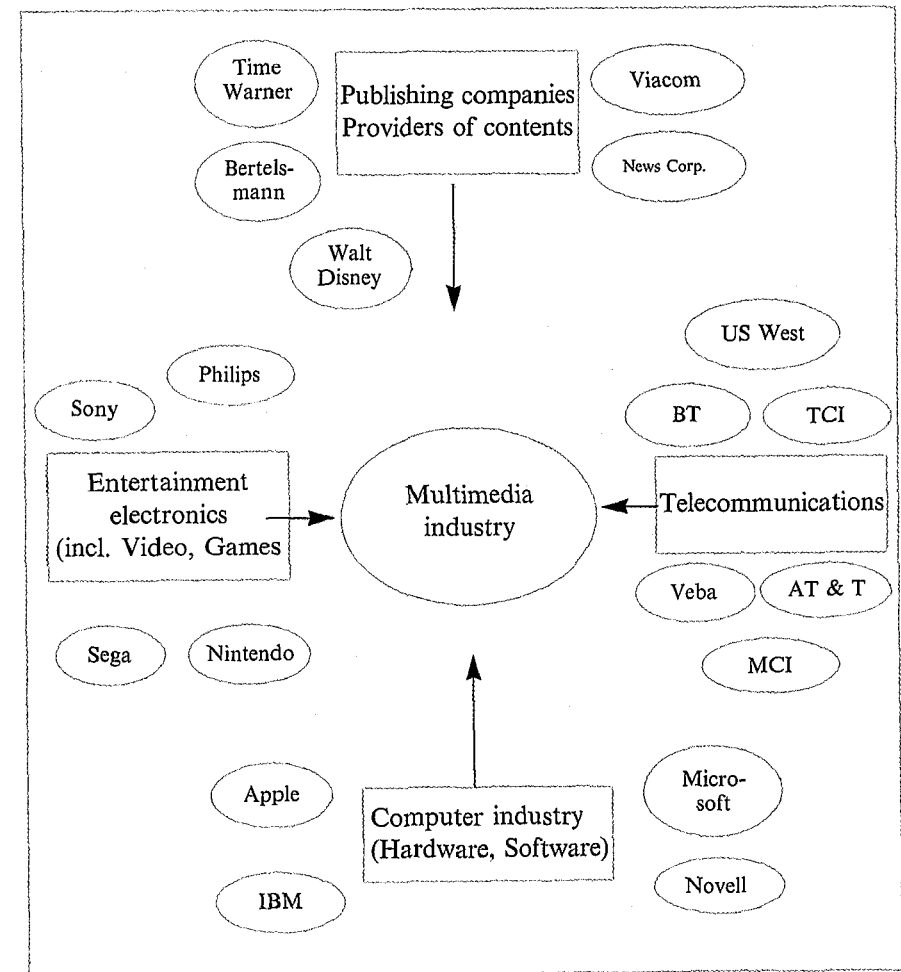 Time
Warner
Publishing companies
Providers of contents
Viacom
Bertels-
mann
News Corp.
Walt
Disney
US West
Philips
Sony
BT
TCI
Entertainment
electronics
(incl. Video, Games
Multimedia
industry
Telecommunications
Veba
AT & T
Sega
Nintendo
MCI
Apple
Computer industry
(Hardware, Software)
Micro-
soft
IBM
Novell